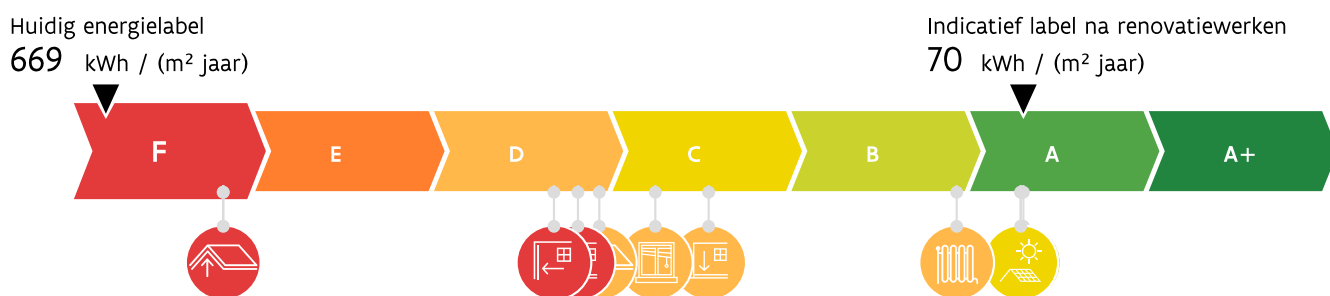 Huidig energielabel
669 kWh / (m² jaar)
Indicatief label na renovatiewerken
70 kWh / (m² jaar)
F
E
D
C
B
A
A+